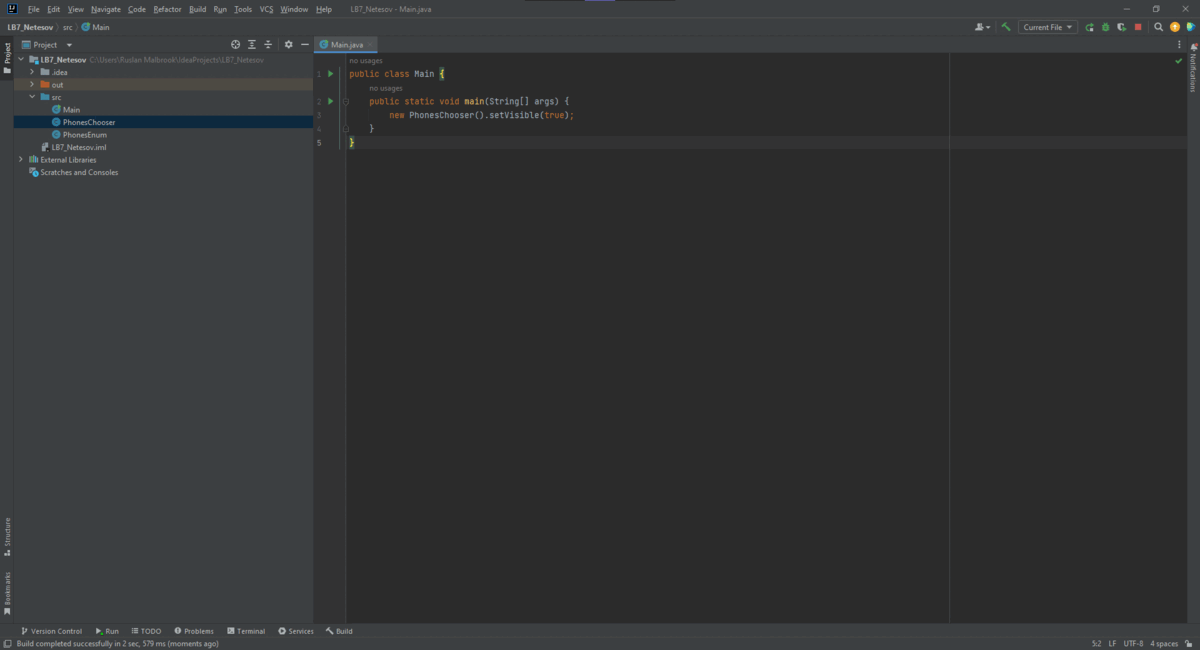 File Edit View Navigate Code Refactor Build Run Tools VCS Window Help LB7_Netesov - Main.java
LB7_Netesov src Main
Current File
Project
Main.java
LB7_Netesov C:\Users\Ruslan Malbrook\IdeaProjects\LB7_Netesov
.idea
out
src
Main
PhonesChooser
PhonesEnum
LB7_Netesov.iml
External Libraries
Scratches and Consoles
no usages
1 public class Main {
no usages
2 public static void main(String[] args) {
3 new PhonesChooser().setVisible(true);
4 }
5 }
Project
Structure
Bookmarks
Notifications
Version Control Run TODO Problems Terminal Services Build
Build completed successfully in 2 sec, 579 ms (moments ago)
5:2 LF UTF-8 4 spaces